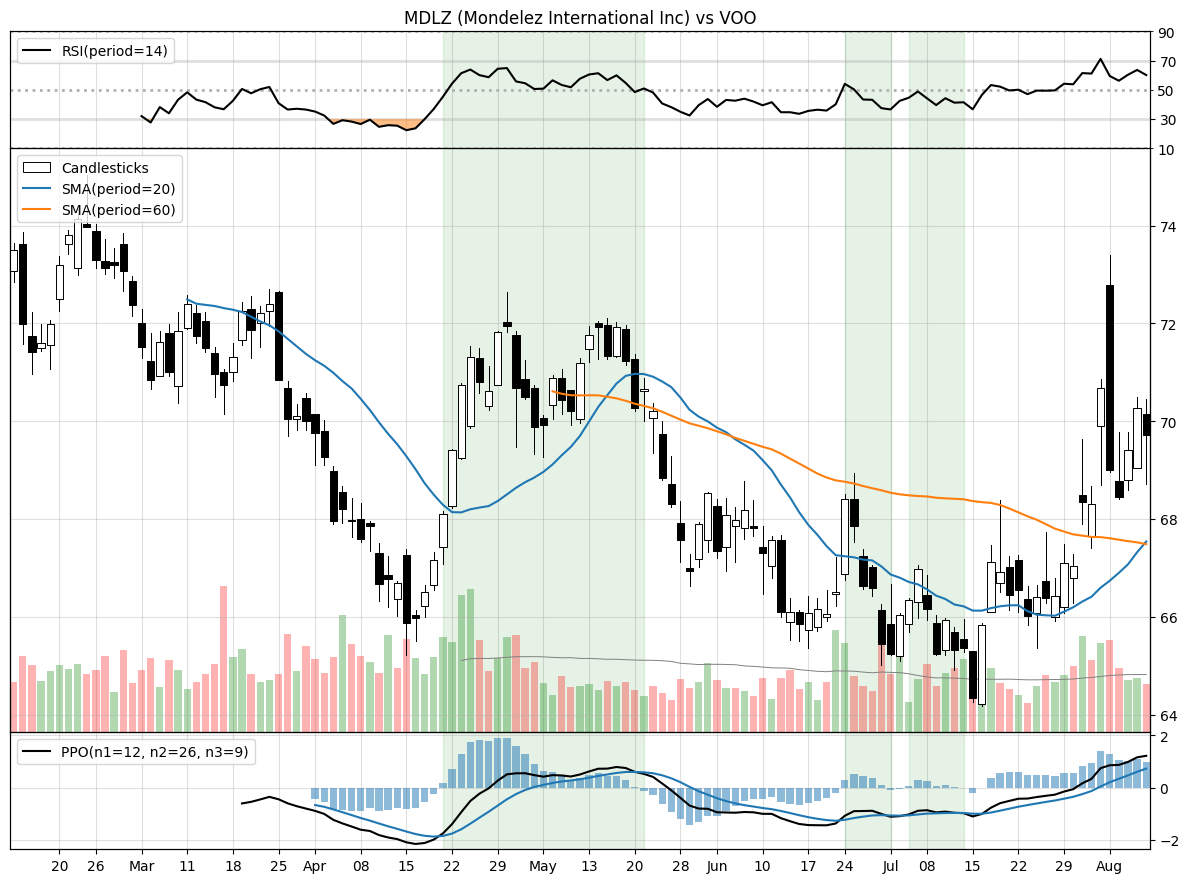 MDLZ (Mondelez International Inc) vs VOO
RSI(period=14)
90
70
50
30
10
Candlesticks
SMA(period=20)
SMA(period=60)
74
72
70
68
66
64
PPO(n1=12, n2=26, n3=9)
2
0
−2
20 26 Mar 11 18 25 Apr 08 15 22 29 May 13 20 28 Jun 10 17 24 Jul 08 15 22 29 Aug